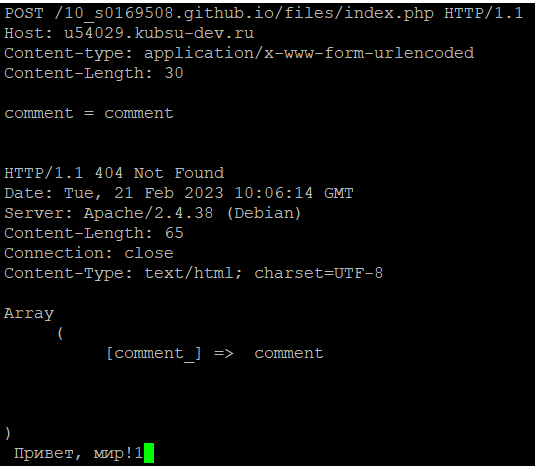 POST /10_s0169508.github.io/files/index.php HTTP/1.1
Host: u54029.kubsu-dev.ru
Content-type: application/x-www-form-urlencoded
Content-Length: 30
comment = comment
HTTP/1.1 404 Not Found
Date: Tue, 21 Feb 2023 10:06:14 GMT
Server: Apache/2.4.38 (Debian)
Content-Length: 65
Connection: close
Content-Type: text/html; charset=UTF-8
Array
(
[comment_] => comment
)
Привет, мир!1